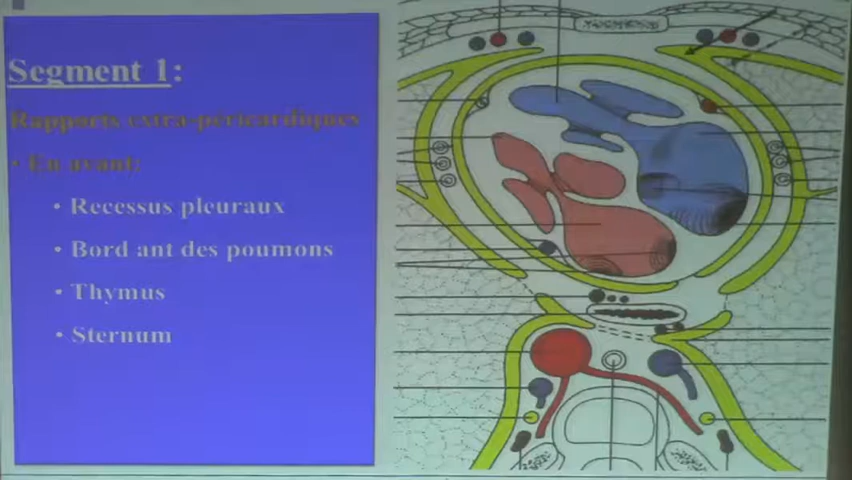 Segment 1:
Rapports extra-péricardiques
• En avant:
• Recessus pleuraux
• Bord ant des poumons
• Thymus
• Sternum